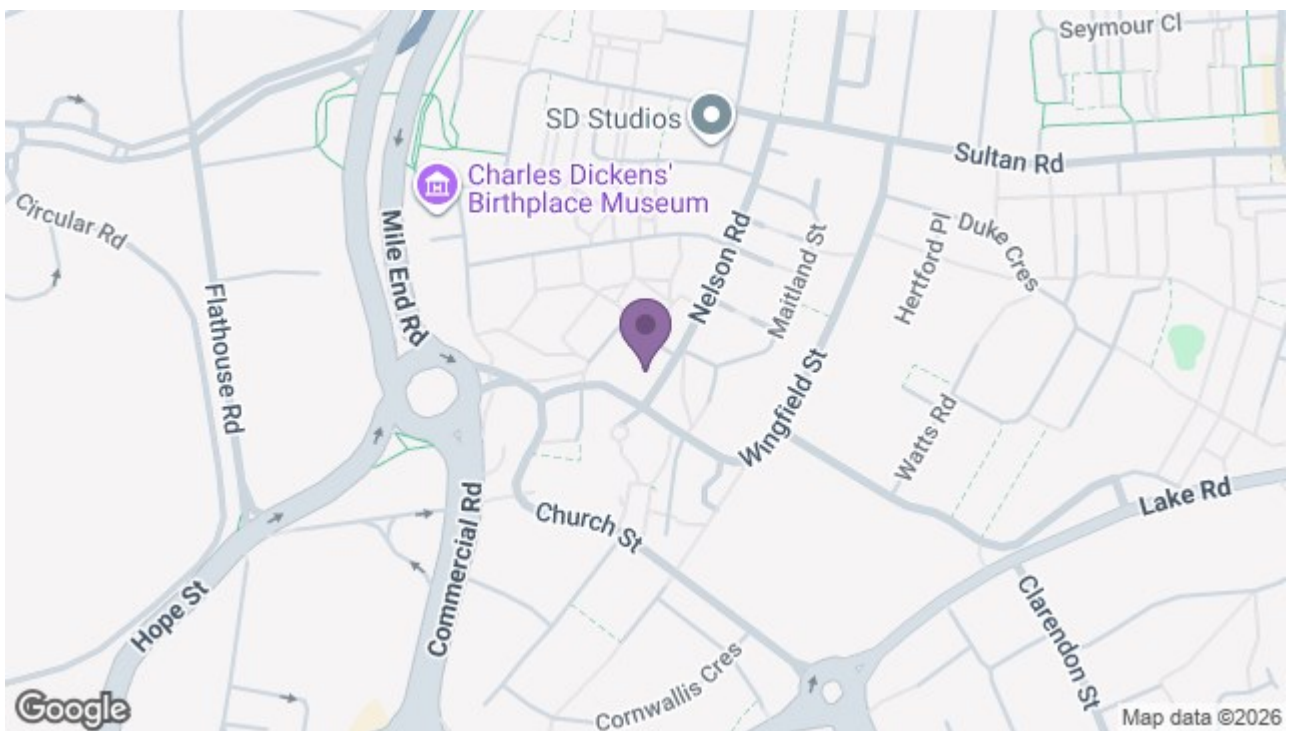 Seymour Cl
SD Studios
Sultan Rd
Charles Dickens'
Birthplace Museum
Circular Rd
Mile End Rd
Nelson Rd
Maitland St
Hertford Pl
Duke Cres
Flathouse Rd
Wingfield St
Watts Rd
Lake Rd
Church St
Commercial Rd
Hope St
Clarendon St
Cornwallis Cres
Google
Map data ©2026